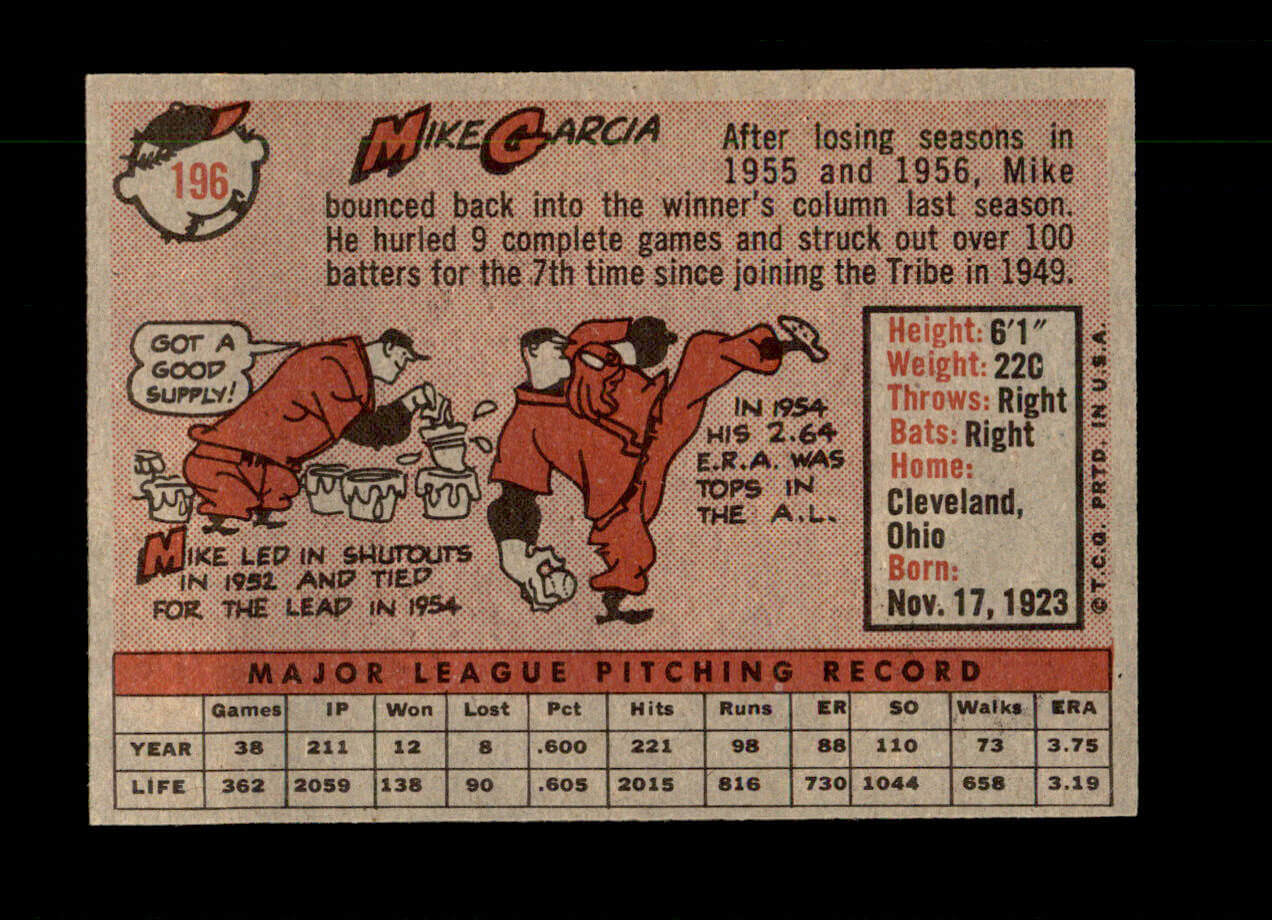 196
MIKE GARCIA
After losing seasons in
1955 and 1956, Mike
bounced back into the winner's column last season.
He hurled 9 complete games and struck out over 100
batters for the 7th time since joining the Tribe in 1949.
GOT A
GOOD
SUPPLY!
MIKE LED IN SHUTOUTS
IN 1952 AND TIED
FOR THE LEAD IN 1954
IN 1954
HIS 2.64
E.R.A. WAS
TOPS IN
THE A.L.
Height: 6'1"
Weight: 220
Throws: Right
Bats: Right
Home:
Cleveland,
Ohio
Born:
Nov. 17, 1923
© T.C.G. PRTD. IN U.S.A.
MAJOR LEAGUE PITCHING RECORD
Games IP Won Lost Pct Hits Runs ER SO Walks ERA
YEAR 38 211 12 8 .600 221 98 88 110 73 3.75
LIFE 362 2059 138 90 .605 2015 816 730 1044 658 3.19